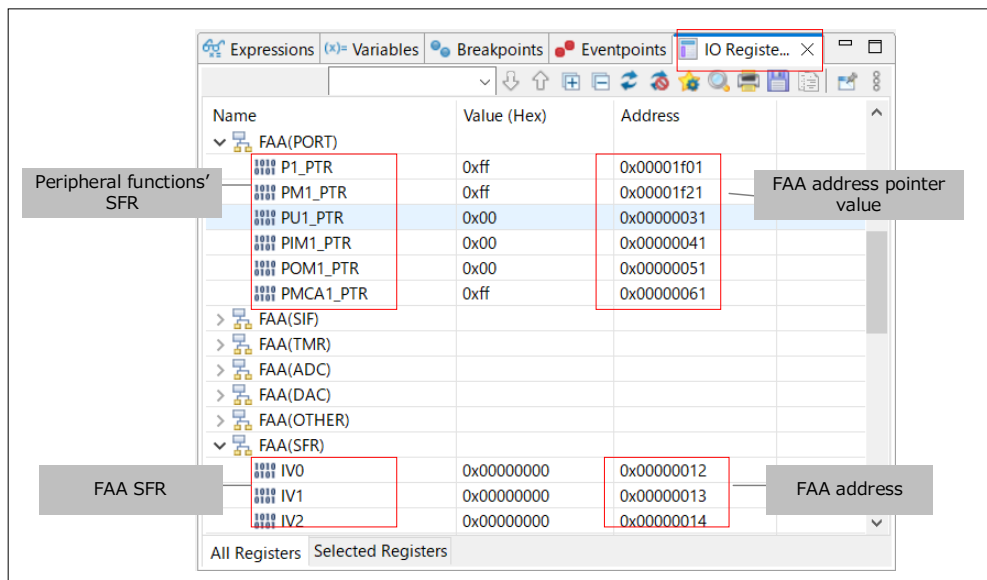 Expressions (x)= Variables Breakpoints Eventpoints IO Registe...
Name Value (Hex) Address
FAA(PORT)
P1_PTR 0xff 0x00001f01
PM1_PTR 0xff 0x00001f21
PU1_PTR 0x00 0x00000031
PIM1_PTR 0x00 0x00000041
POM1_PTR 0x00 0x00000051
PMCA1_PTR 0xff 0x00000061
FAA(SIF)
FAA(TMR)
FAA(ADC)
FAA(DAC)
FAA(OTHER)
FAA(SFR)
IV0 0x00000000 0x00000012
IV1 0x00000000 0x00000013
IV2 0x00000000 0x00000014
All Registers Selected Registers
Peripheral functions’
SFR
FAA address pointer
value
FAA SFR
FAA address